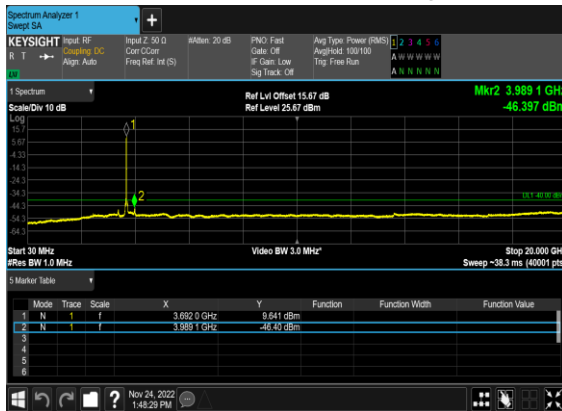 Spectrum Analyzer 1
Swept SA
KEYSIGHT
R T
Input: RF
Coupling: DC
Align: Auto
Input Z: 50 Ω
Corr CCorr
Freq Ref: Int (S)
#Atten: 20 dB
PNO: Fast
Gate: Off
IF Gain: Low
Sig Track: Off
Avg Type: Power (RMS)
Avg|Hold: 100/100
Trig: Free Run
1 2 3 4 5 6
A W W W W W
A N N N N N
1 Spectrum
Scale/Div 10 dB
Ref Lvl Offset 15.67 dB
Ref Level 25.67 dBm
Mkr2 3.989 1 GHz
-46.397 dBm
Log
15.7
5.67
-4.33
-14.3
-24.3
-34.3
-44.3
-54.3
-64.3
1
2
DL1 -40.00 dBm
Start 30 MHz
#Res BW 1.0 MHz
Video BW 3.0 MHz*
Stop 20.000 GHz
Sweep ~38.3 ms (40001 pts)
5 Marker Table
Mode Trace Scale X Y Function Function Width Function Value
1 N 1 f 3.692 0 GHz 9.641 dBm
2 N 1 f 3.989 1 GHz -46.40 dBm
3
4
5
6
?
Nov 24, 2022
1:48:29 PM